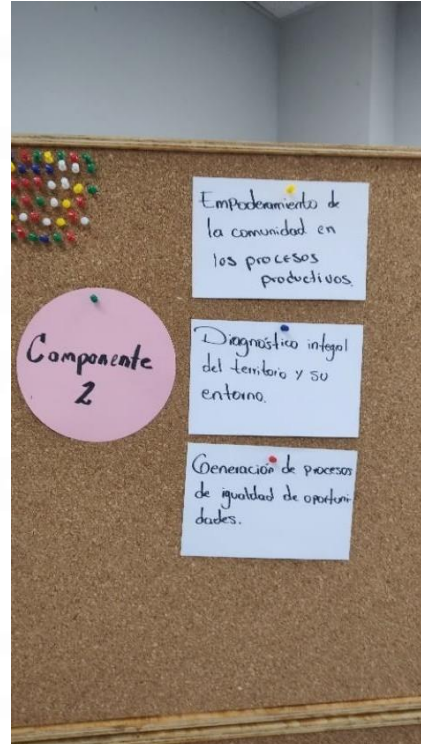 Componente
2
Empoderamiento de
la comunidad en
los procesos
productivos.
Diagnóstico integal
del territorio y su
entorno.
Generación de procesos
de igualdad de oportuni-
dades.